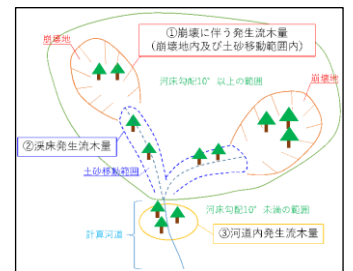 ①崩壊に伴う発生流木量
(崩壊地内及び土砂移動範囲内)
崩壊地
河床勾配10° 以上の範囲
崩壊地
②渓床発生流木量
土砂移動範囲
河床勾配10° 未満の範囲
③河道内発生流木量
計算河道